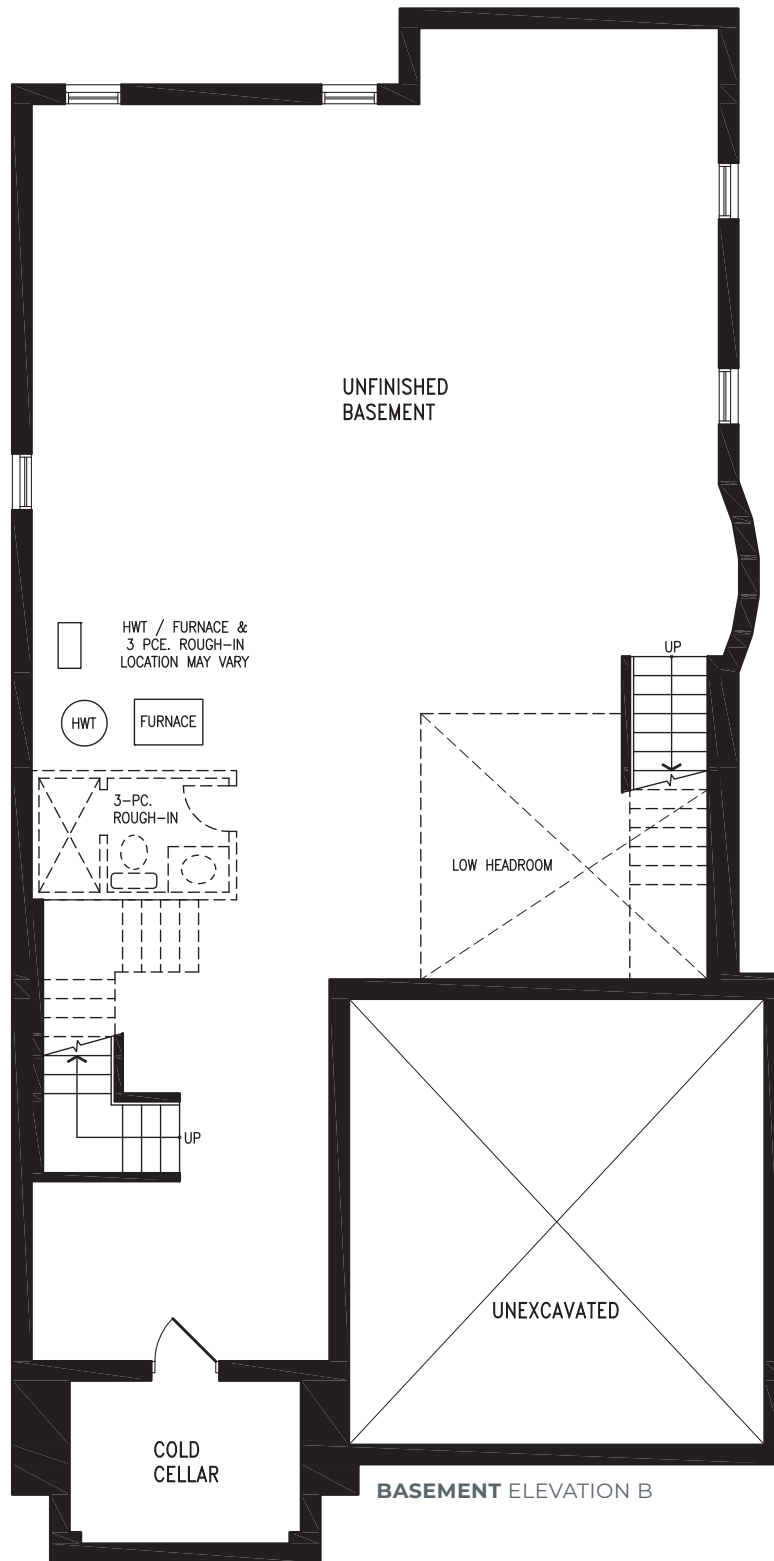 UNFINISHED
BASEMENT
HWT / FURNACE &
3 PCE. ROUGH-IN
LOCATION MAY VARY
UP
HWT
FURNACE
3-PC.
ROUGH-IN
LOW HEADROOM
UP
UNEXCAVATED
COLD
CELLAR
BASEMENT ELEVATION B